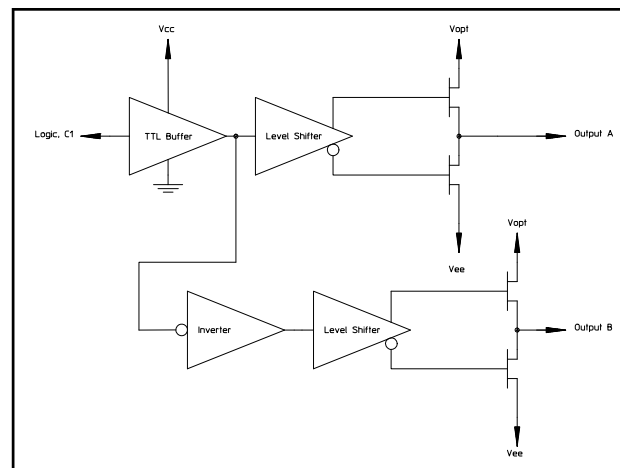 Vcc
Vopt
Logic, C1
TTL Buffer
Level Shifter
Output A
Vee
Vopt
Inverter
Level Shifter
Output B
Vee